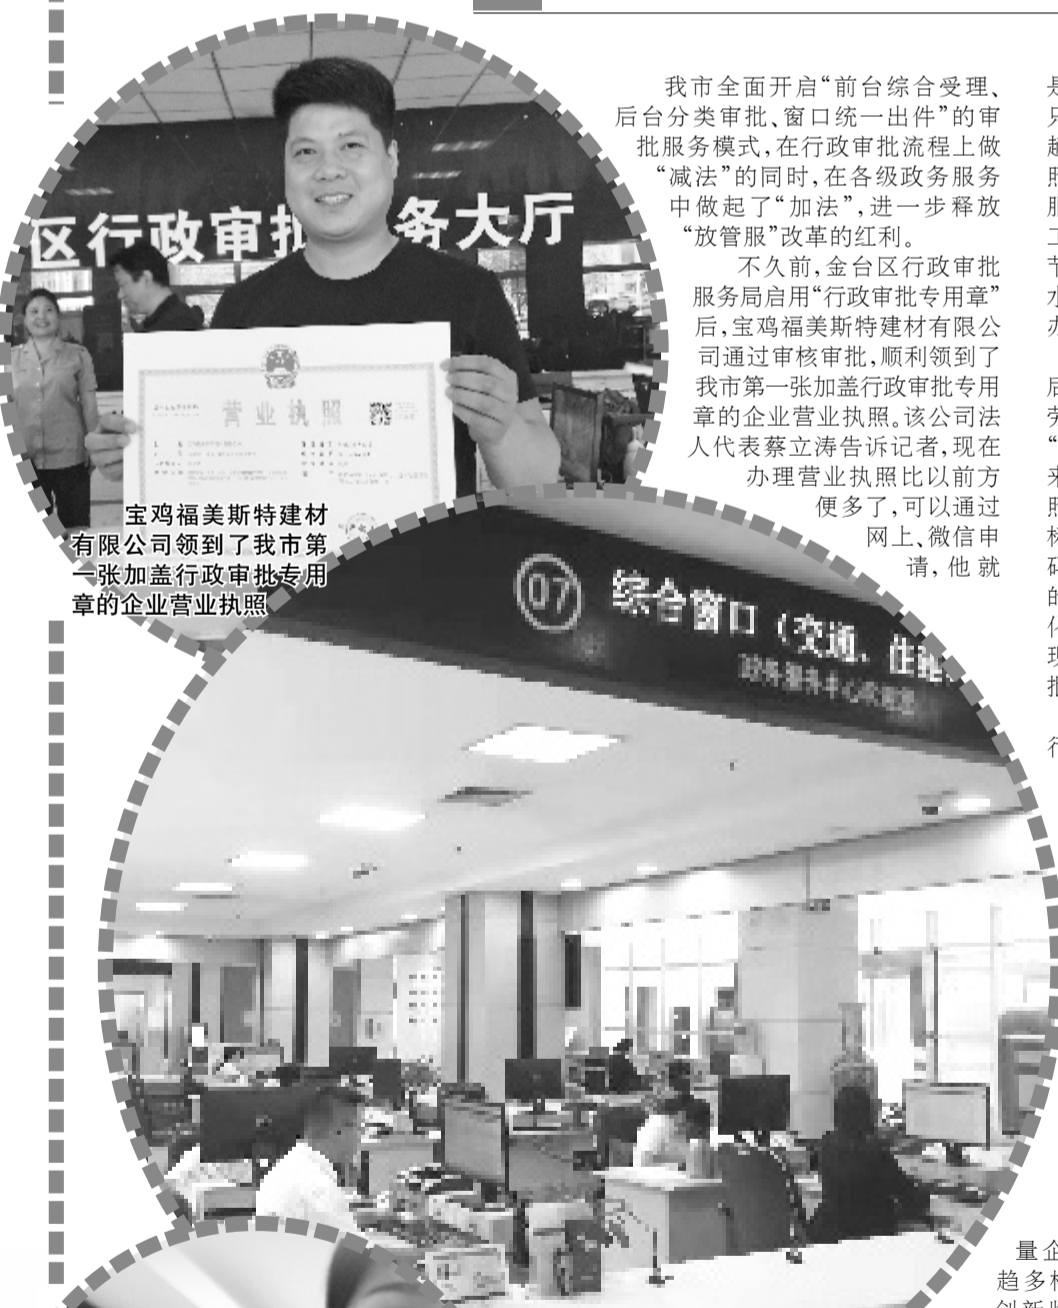 我市全面开启“前台综合受理、
后台分类审批、窗口统一出件”的审
批服务模式，在行政审批流程上做
“减法”的同时，在各级政务服务
中做起了“加法”，进一步释放
“放管服”改革的红利。
不久前，金台区行政审批
服务局启用“行政审批专用章”
后，宝鸡福美斯特建材有限公
司通过审核审批，顺利领到了
我市第一张加盖行政审批专用
章的企业营业执照。该公司法
人代表蔡立涛告诉记者，现在
办理营业执照比以前方
便多了，可以通过
网上、微信申
请，他就
区行政审批 务大厅
营业执照
宝鸡福美斯特建材
有限公司领到了我市第
一张加盖行政审批专用
章的企业营业执照
07 综合窗口（交通、住建
量企
趋多样